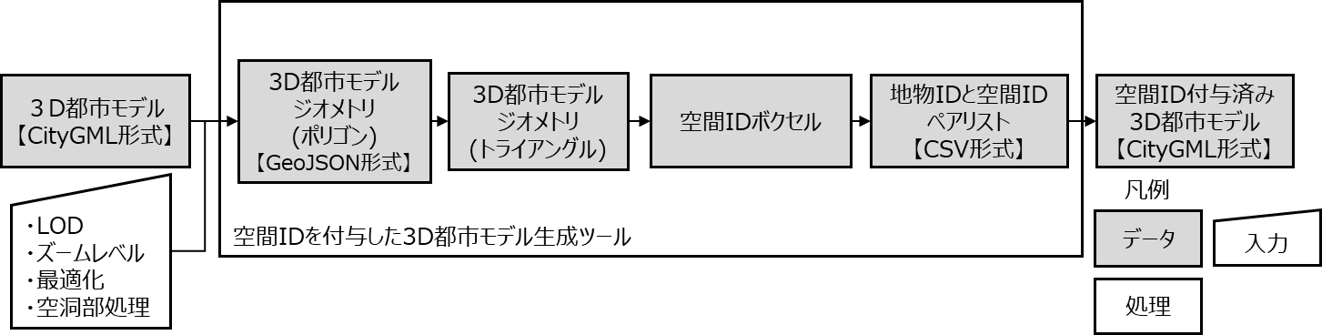 ３D都市モデル
【CityGML形式】
・LOD
・ズームレベル
・最適化
・空洞部処理
3D都市モデル
ジオメトリ
(ポリゴン)
【GeoJSON形式】
3D都市モデル
ジオメトリ
(トライアングル)
空間IDボクセル
地物IDと空間ID
ペアリスト
【CSV形式】
空間IDを付与した3D都市モデル生成ツール
空間ID付与済み
3D都市モデル
【CityGML形式】
凡例
データ
入力
処理